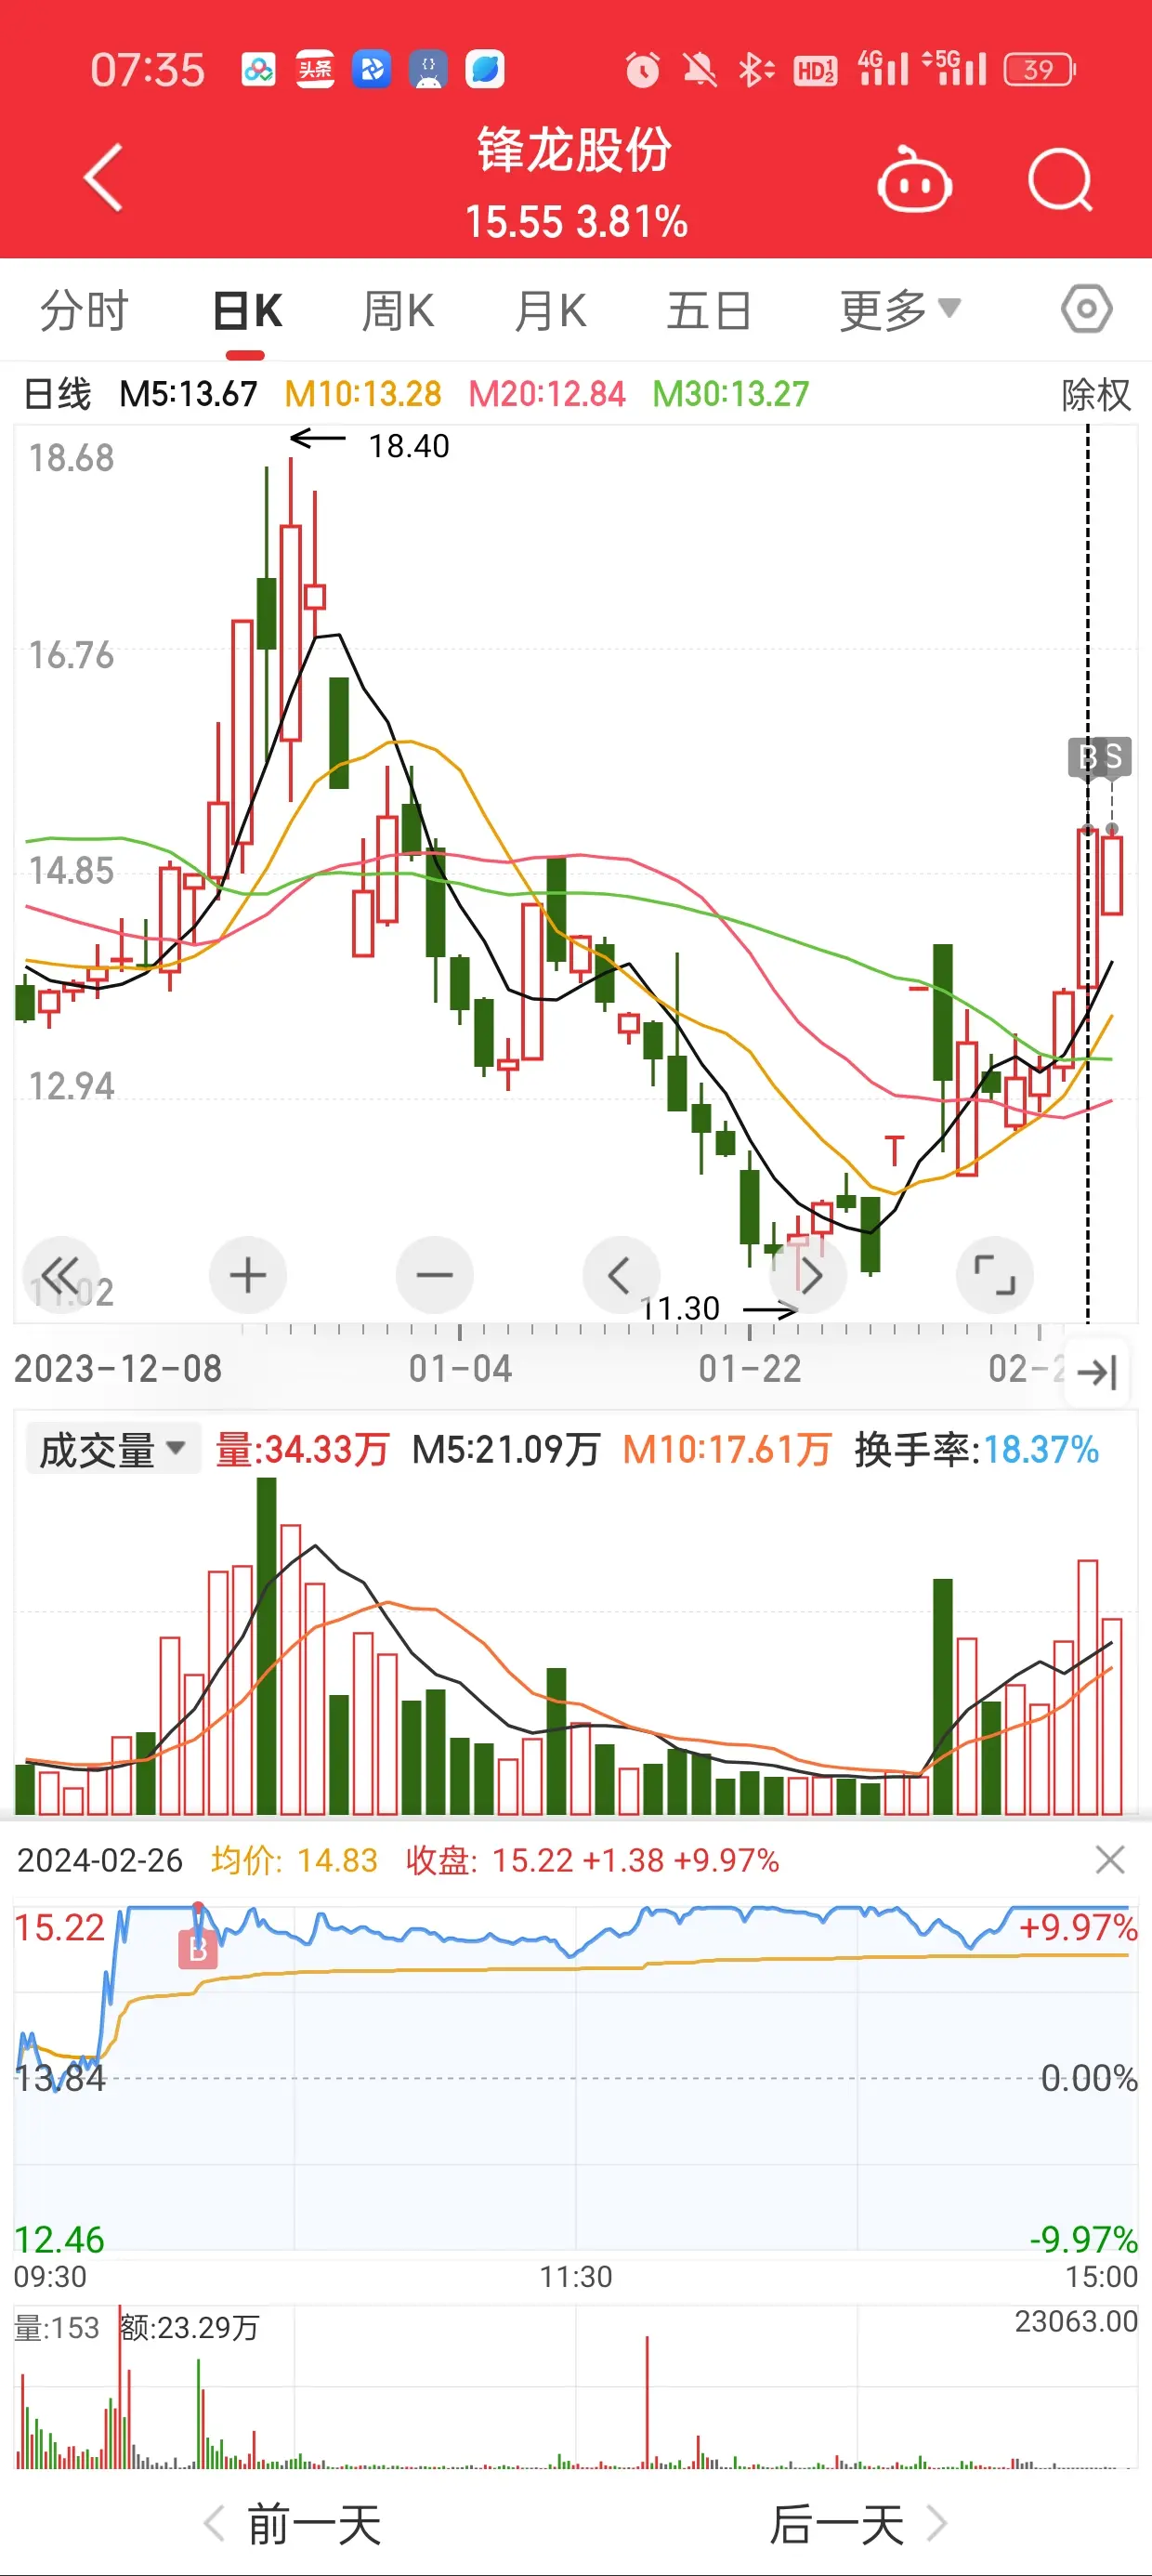 07:35 头条 HD 1 2 4G 5G 39
锋龙股份
15.55 3.81%
分时 日K 周K 月K 五日 更多
日线 M5:13.67 M10:13.28 M20:12.84 M30:13.27 除权
18.40
18.68
16.76
B S
14.85
12.94
11.02
11.30
2023-12-08 01-04 01-22 02-2
成交量 量:34.33万 M5:21.09万 M10:17.61万 换手率:18.37%
2024-02-26 均价: 14.83 收盘: 15.22 +1.38 +9.97%
15.22 +9.97%
B
13.84 0.00%
12.46 -9.97%
09:30 11:30 15:00
量:153 额:23.29万 23063.00
前一天 后一天